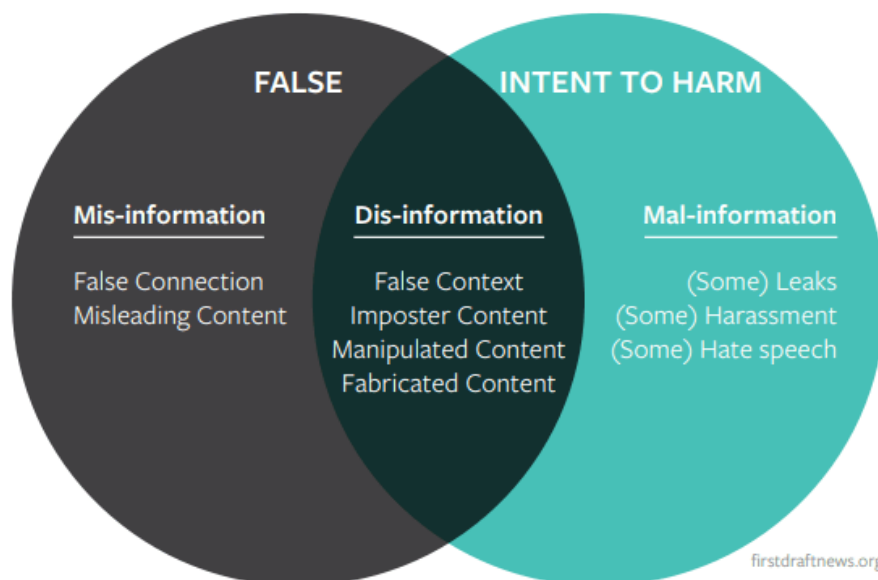 FALSE
INTENT TO HARM
Mis-information
False Connection
Misleading Content
Dis-information
False Context
Imposter Content
Manipulated Content
Fabricated Content
Mal-information
(Some) Leaks
(Some) Harassment
(Some) Hate speech
firstdraftnews.org